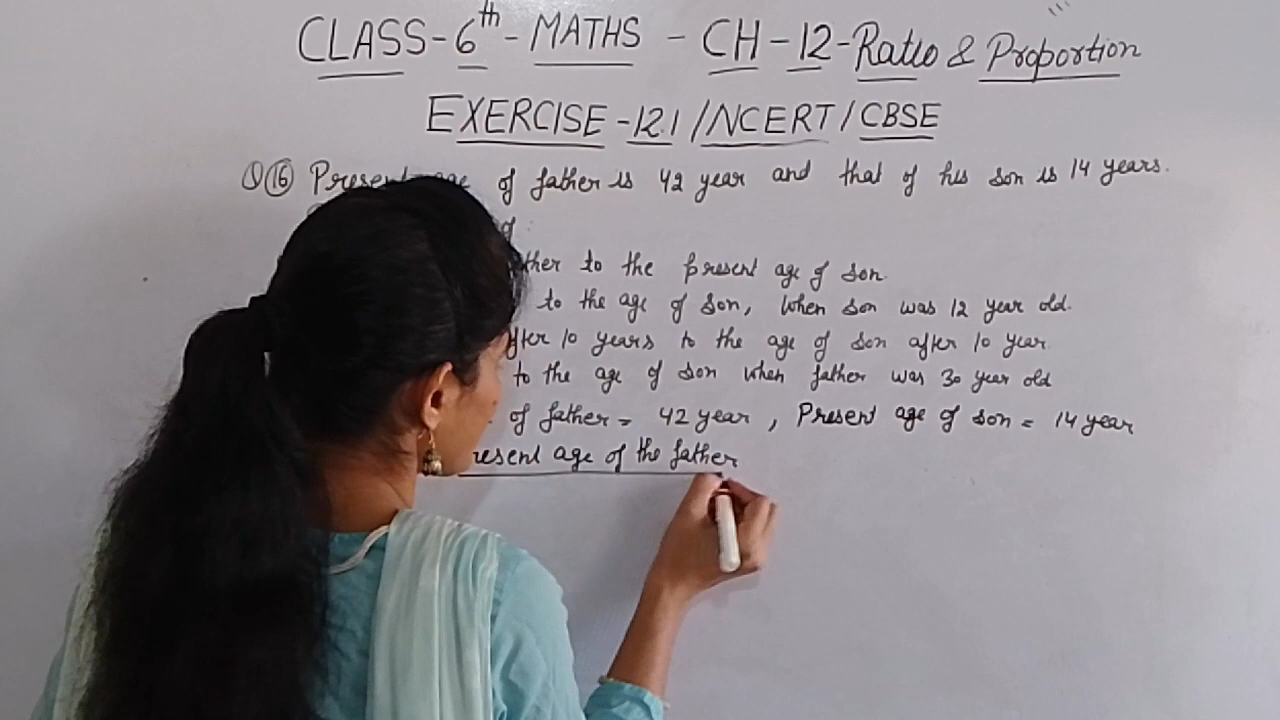 CLASS-6th-MATHS - CH-12-Ratio & Proportion
EXERCISE-12.1/NCERT/CBSE
Q(16) Present age of father is 42 year and that of his son is 14 years.
of
to the present age of son.
to the age of son, when son was 12 year old.
10 years to the age of son after 10 year
to the age of son when father was 30 year old
of father = 42 year, Present age of son = 14 year
age of the father